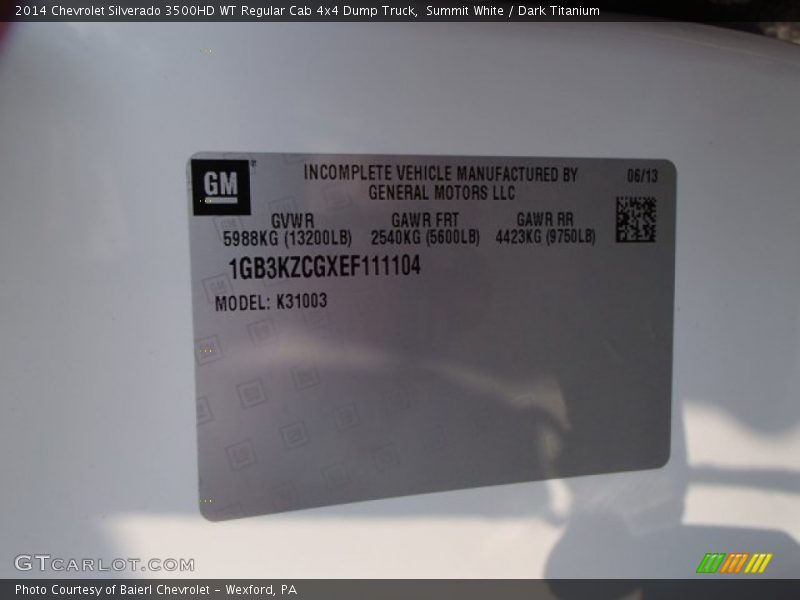 2014 Chevrolet Silverado 3500HD WT Regular Cab 4x4 Dump Truck, Summit White / Dark Titanium
GM
INCOMPLETE VEHICLE MANUFACTURED BY
GENERAL MOTORS LLC
06/13
GVWR GAWR FRT GAWR RR
5988KG (13200LB) 2540KG (5600LB) 4423KG (9750LB)
1GB3KZCGXEF111104
MODEL: K31003
GTCARLOT.COM
Photo Courtesy of Baierl Chevrolet - Wexford, PA